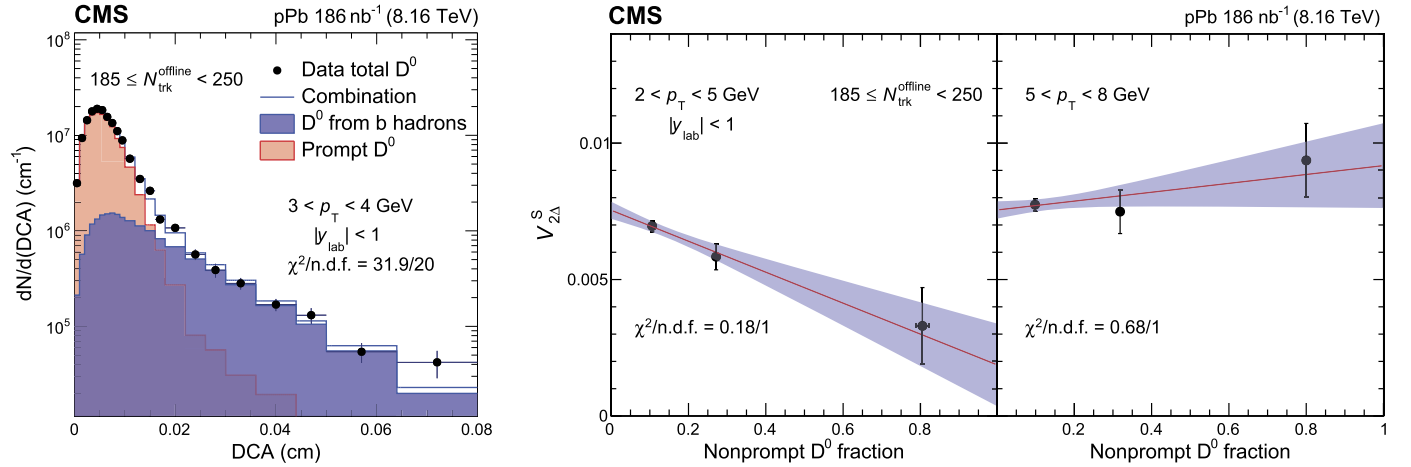 CMS
pPb 186 nb⁻¹ (8.16 TeV)
10⁸
10⁷
10⁶
10⁵
dN/d(DCA) (cm⁻¹)
185 ≤ N_trk^offline < 250
Data total D⁰
Combination
D⁰ from b hadrons
Prompt D⁰
3 < p_T < 4 GeV
|y_lab| < 1
χ²/n.d.f. = 31.9/20
0 0.02 0.04 0.06 0.08
DCA (cm)
CMS
pPb 186 nb⁻¹ (8.16 TeV)
0.01
0.005
0
V_2Δ^S
2 < p_T < 5 GeV
185 ≤ N_trk^offline < 250
|y_lab| < 1
χ²/n.d.f. = 0.18/1
0 0.2 0.4 0.6 0.8
Nonprompt D⁰ fraction
5 < p_T < 8 GeV
χ²/n.d.f. = 0.68/1
0.2 0.4 0.6 0.8 1
Nonprompt D⁰ fraction